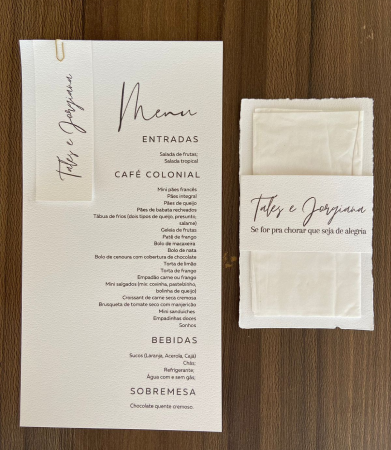 Tales e Jorgiana
Menu
ENTRADAS
Salada de frutas;
Salada tropical
CAFÉ COLONIAL
Mini pães francês
Pães integral
Pães de queijo
Pães de batata recheados
Tábua de frios (dois tipos de queijo, presunto,
salame)
Geleia de frutas
Patê de frango
Bolo de macaxeira
Bolo de nata
Bolo de cenoura com cobertura de chocolate
Torta de limão
Torta de frango
Empadão carne ou frango
Mini salgados (mix: coxinha, pastelzinho,
bolinha de queijo)
Croissant de carne seca cremosa
Brusqueta de tomate seco com manjericão
Mini sanduíches
Empadinhas doces
Sonhos
BEBIDAS
Sucos (Laranja, Acerola, Cajá)
Chás;
Refrigerante;
Água com e sem gás;
SOBREMESA
Chocolate quente cremoso.
Tales e Jorgiana
Se for pra chorar que seja de alegria